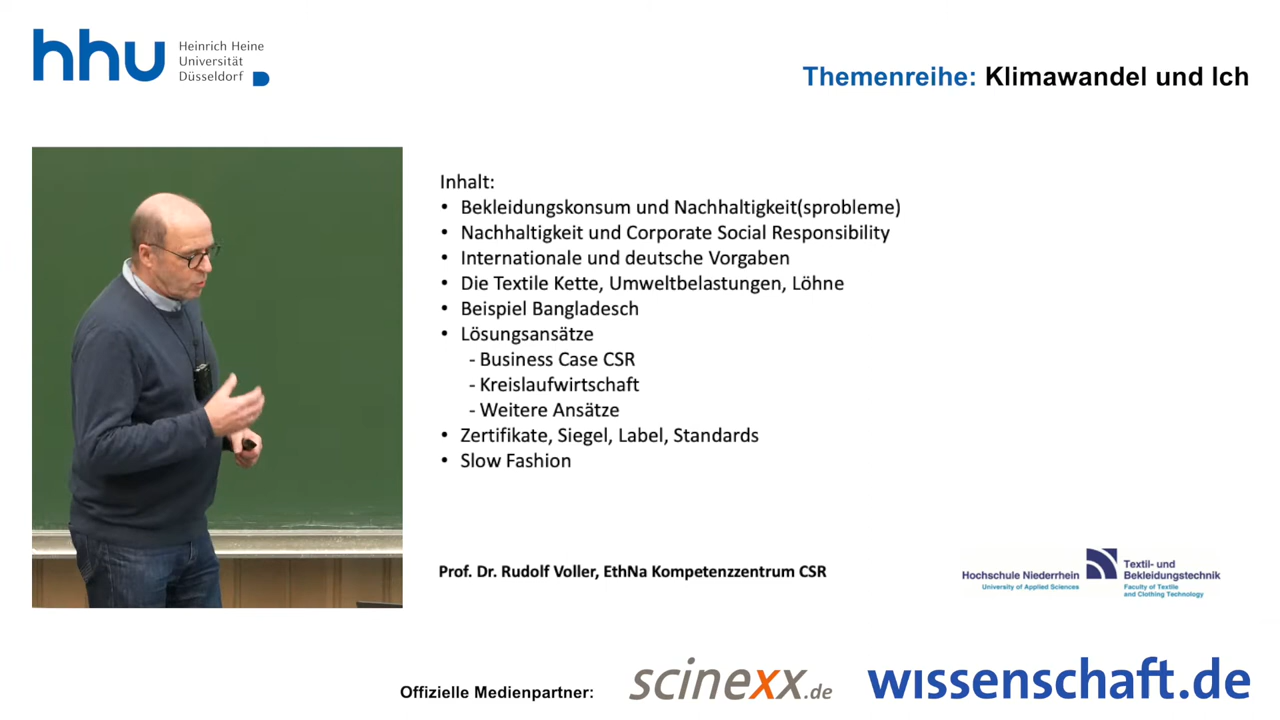 hhu
Heinrich Heine
Universität
Düsseldorf
Themenreihe: Klimawandel und Ich
Inhalt:
• Bekleidungskonsum und Nachhaltigkeit(sprobleme)
• Nachhaltigkeit und Corporate Social Responsibility
• Internationale und deutsche Vorgaben
• Die Textile Kette, Umweltbelastungen, Löhne
• Beispiel Bangladesch
• Lösungsansätze
- Business Case CSR
- Kreislaufwirtschaft
- Weitere Ansätze
• Zertifikate, Siegel, Label, Standards
• Slow Fashion
Prof. Dr. Rudolf Voller, EthNa Kompetenzzentrum CSR
Hochschule Niederrhein
University of Applied Sciences
Textil- und
Bekleidungstechnik
Faculty of Textile
and Clothing Technology
Offizielle Medienpartner:
scinexx.de
wissenschaft.de